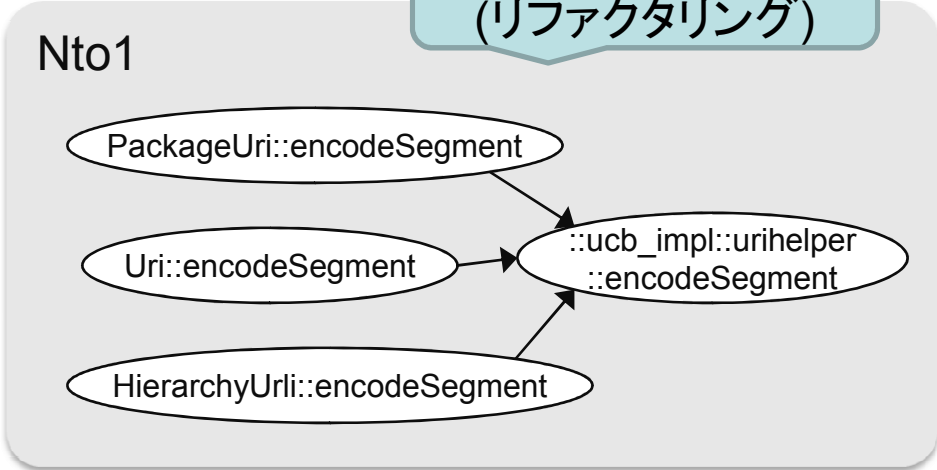 (リファクタリング)
Nto1
PackageUri::encodeSegment
Uri::encodeSegment
::ucb_impl::urihelper
::encodeSegment
HierarchyUrli::encodeSegment